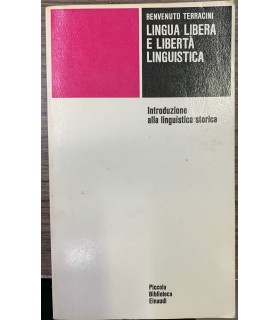 BENVENUTO TERRACINI
LINGUA LIBERA
E LIBERTÀ
LINGUISTICA
Introduzione
alla linguistica storica
Piccola
Biblioteca
Einaudi